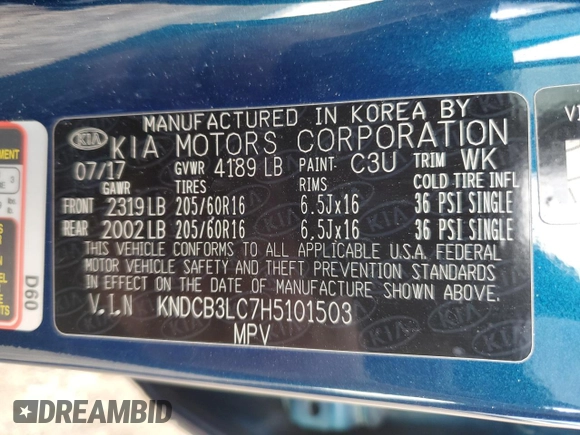 MANUFACTURED IN KOREA BY
KIA KIA MOTORS CORPORATION
07/17 GVWR 4189 LB PAINT C3U TRIM WK
GAWR TIRES RIMS COLD TIRE INFL
FRONT 2319 LB 205/60R16 6.5Jx16 36 PSI SINGLE
REAR 2002 LB 205/60R16 6.5Jx16 36 PSI SINGLE
THIS VEHICLE CONFORMS TO ALL APPLICABLE U.S.A. FEDERAL
MOTOR VEHICLE SAFETY AND THEFT PREVENTION STANDARDS
IN EFFECT ON THE DATE OF MANUFACTURE SHOWN ABOVE.
V.I.N KNDCB3LC7H5101503
MPV
D60
VI
DREAMBID